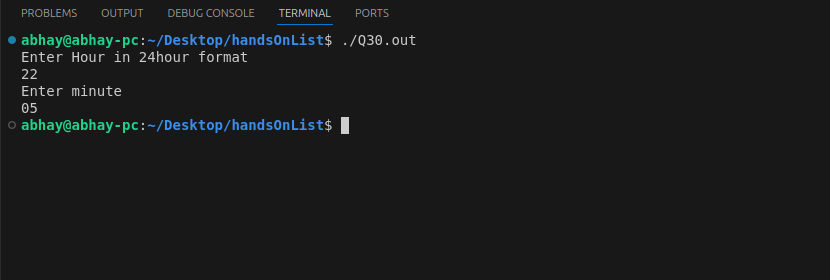 PROBLEMS OUTPUT DEBUG CONSOLE TERMINAL PORTS
abhay@abhay-pc:~/Desktop/handsOnList$ ./Q30.out
Enter Hour in 24hour format
22
Enter minute
05
abhay@abhay-pc:~/Desktop/handsOnList$